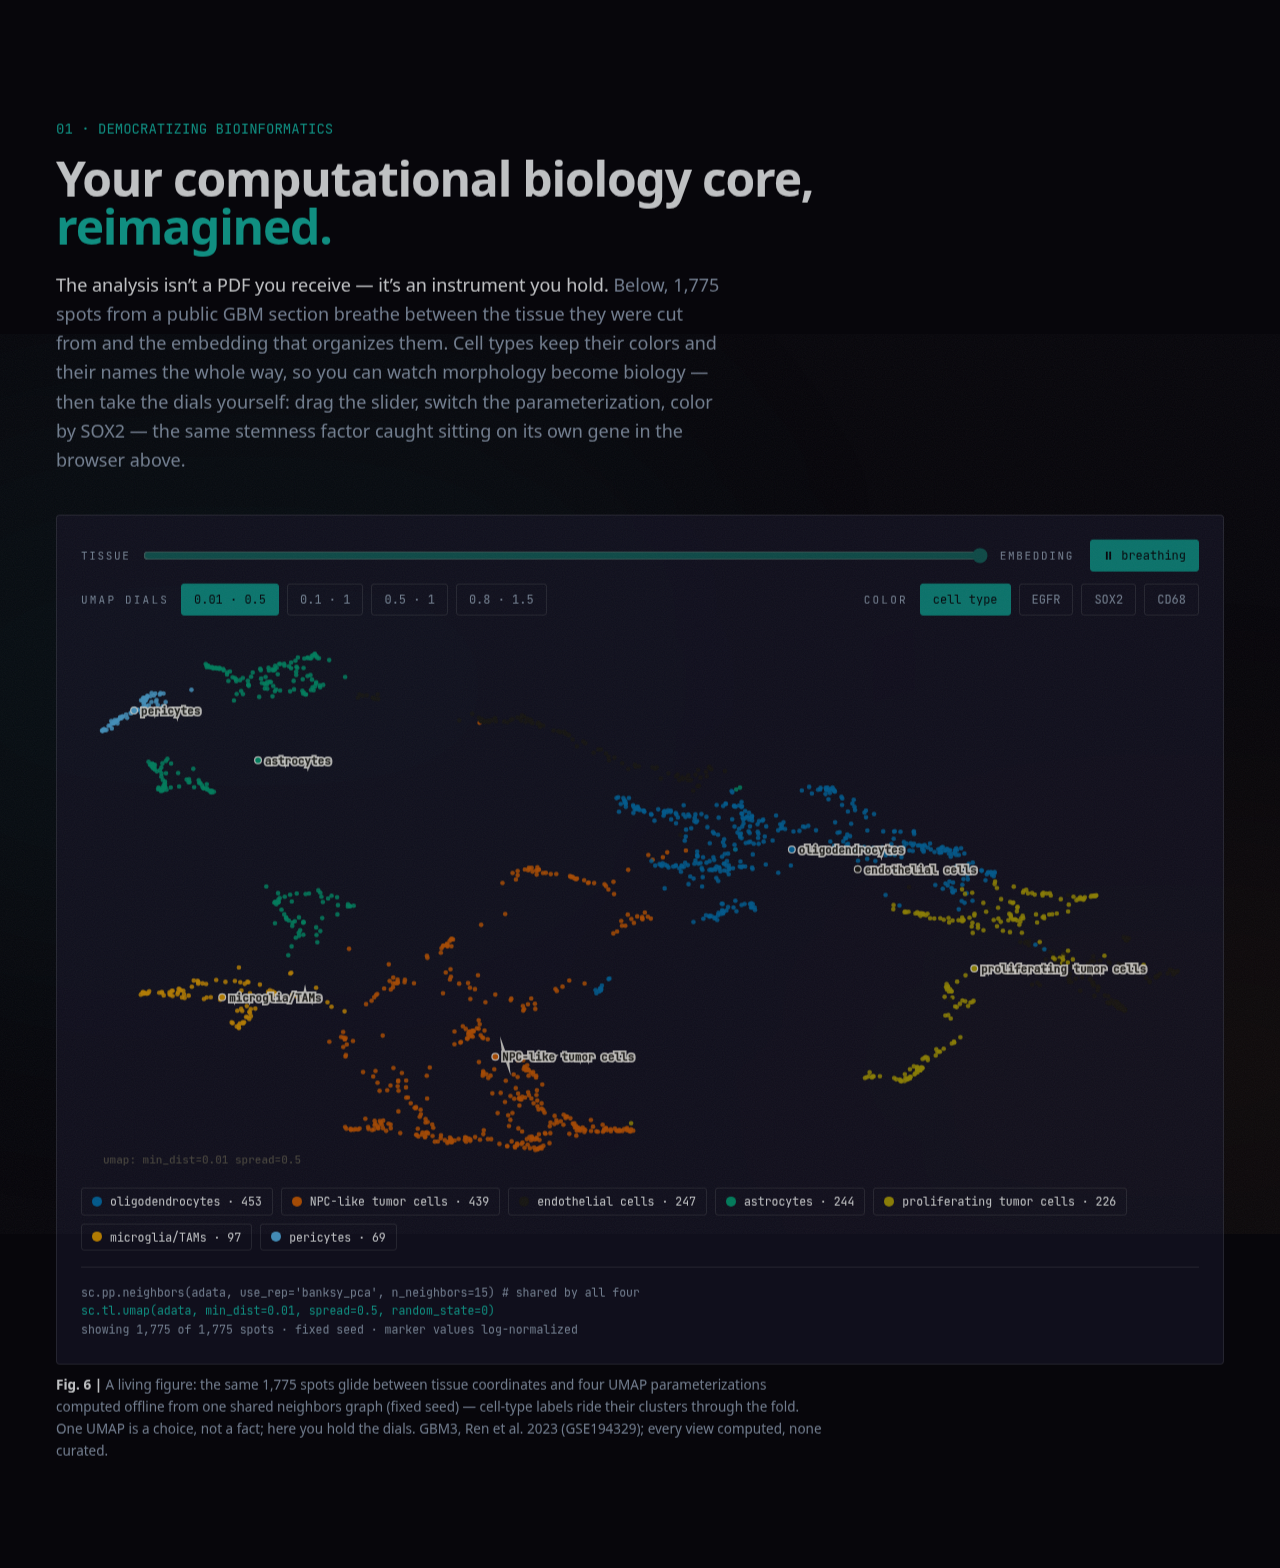 01 · DEMOCRATIZING BIOINFORMATICS
Your computational biology core,
reimagined.
The analysis isn’t a PDF you receive — it’s an instrument you hold. Below, 1,775
spots from a public GBM section breathe between the tissue they were cut
from and the embedding that organizes them. Cell types keep their colors and
their names the whole way, so you can watch morphology become biology —
then take the dials yourself: drag the slider, switch the parameterization, color
by SOX2 — the same stemness factor caught sitting on its own gene in the
browser above.
TISSUE EMBEDDING ⏸ breathing
UMAP DIALS 0.01 · 0.5 0.1 · 1 0.5 · 1 0.8 · 1.5 COLOR cell type EGFR SOX2 CD68
pericytes
astrocytes
oligodendrocytes
endothelial cells
proliferating tumor cells
microglia/TAMs
NPC-like tumor cells
umap: min_dist=0.01 spread=0.5
oligodendrocytes · 453 NPC-like tumor cells · 439 endothelial cells · 247 astrocytes · 244 proliferating tumor cells · 226
microglia/TAMs · 97 pericytes · 69
sc.pp.neighbors(adata, use_rep='banksy_pca', n_neighbors=15) # shared by all four
sc.tl.umap(adata, min_dist=0.01, spread=0.5, random_state=0)
showing 1,775 of 1,775 spots · fixed seed · marker values log-normalized
Fig. 6 | A living figure: the same 1,775 spots glide between tissue coordinates and four UMAP parameterizations
computed offline from one shared neighbors graph (fixed seed) — cell-type labels ride their clusters through the fold.
One UMAP is a choice, not a fact; here you hold the dials. GBM3, Ren et al. 2023 (GSE194329); every view computed, none
curated.